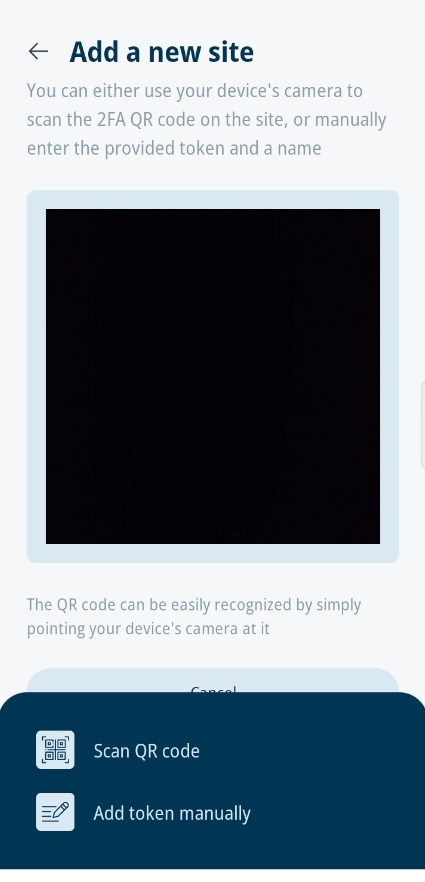 Add a new site
You can either use your device's camera to
scan the 2FA QR code on the site, or manually
enter the provided token and a name
The QR code can be easily recognized by simply
pointing your device's camera at it
Cancel
Scan QR code
Add token manually